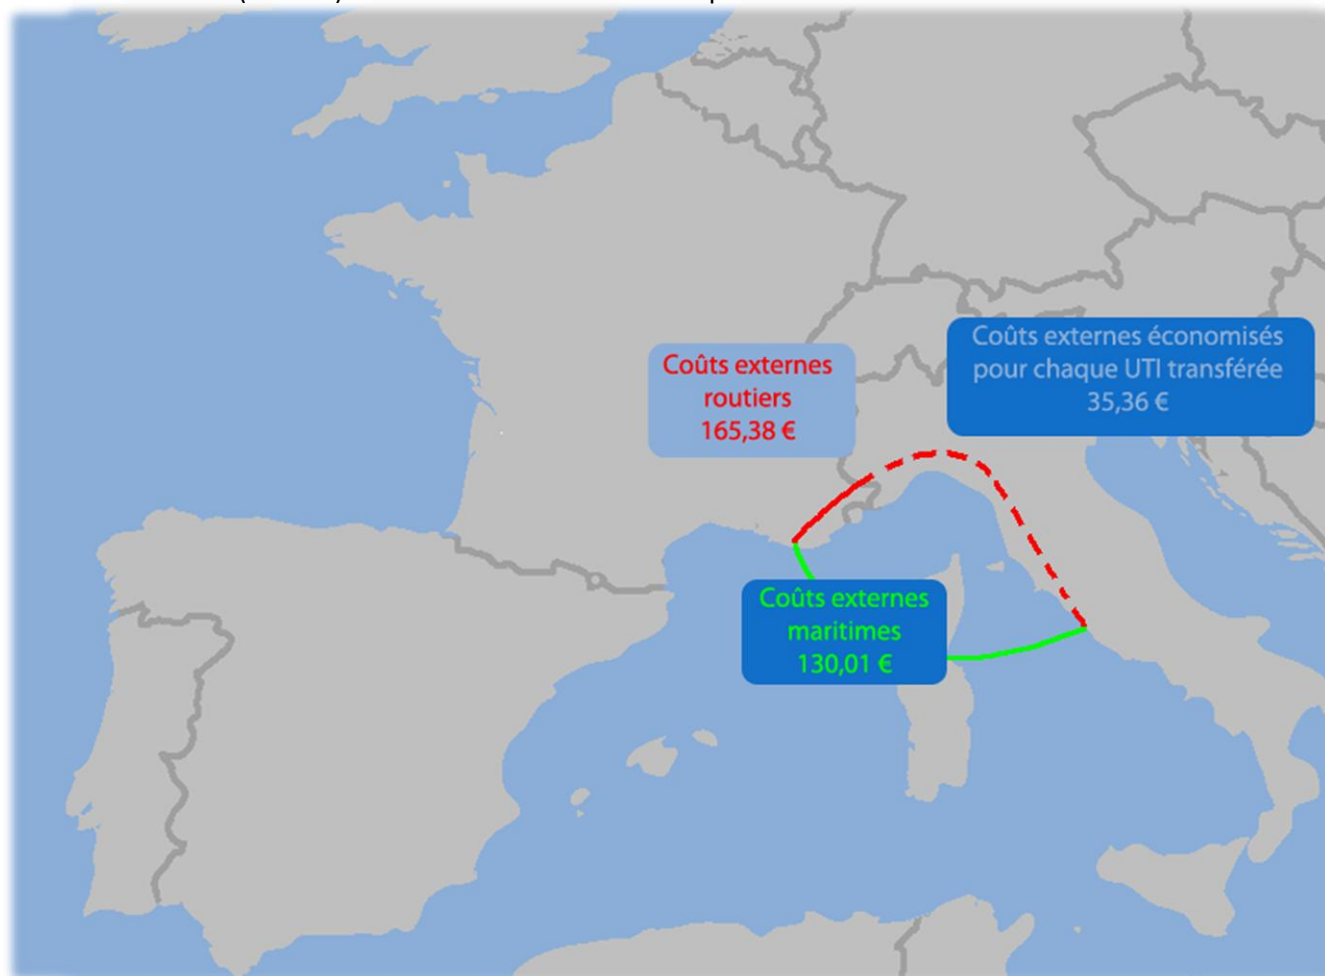 Coûts externes économisés
pour chaque UTI transférée
35,36 €
Coûts externes
routiers
165,38 €
Coûts externes
maritimes
130,01 €